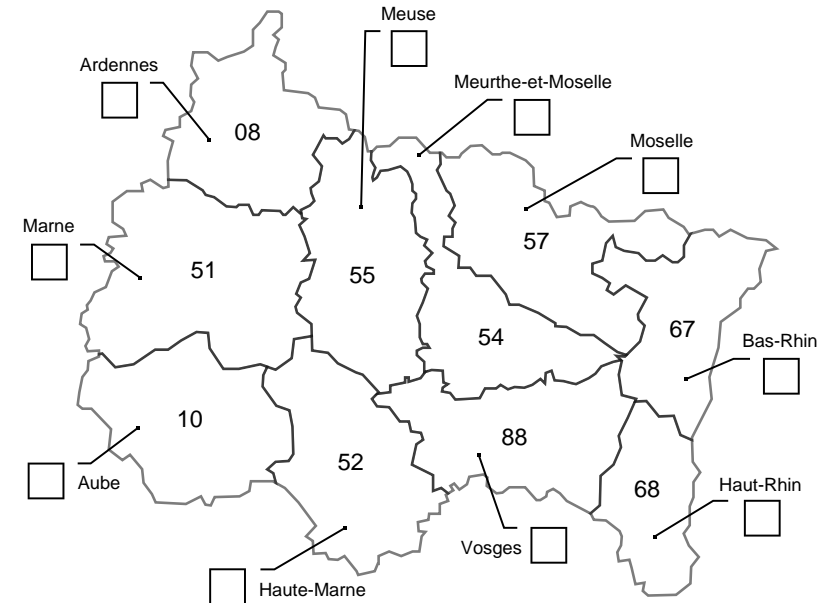 Meuse
Ardennes
Meurthe-et-Moselle
08
Moselle
Marne
57
51
55
67
54
Bas-Rhin
10
88
52
Aube
68
Haut-Rhin
Vosges
Haute-Marne